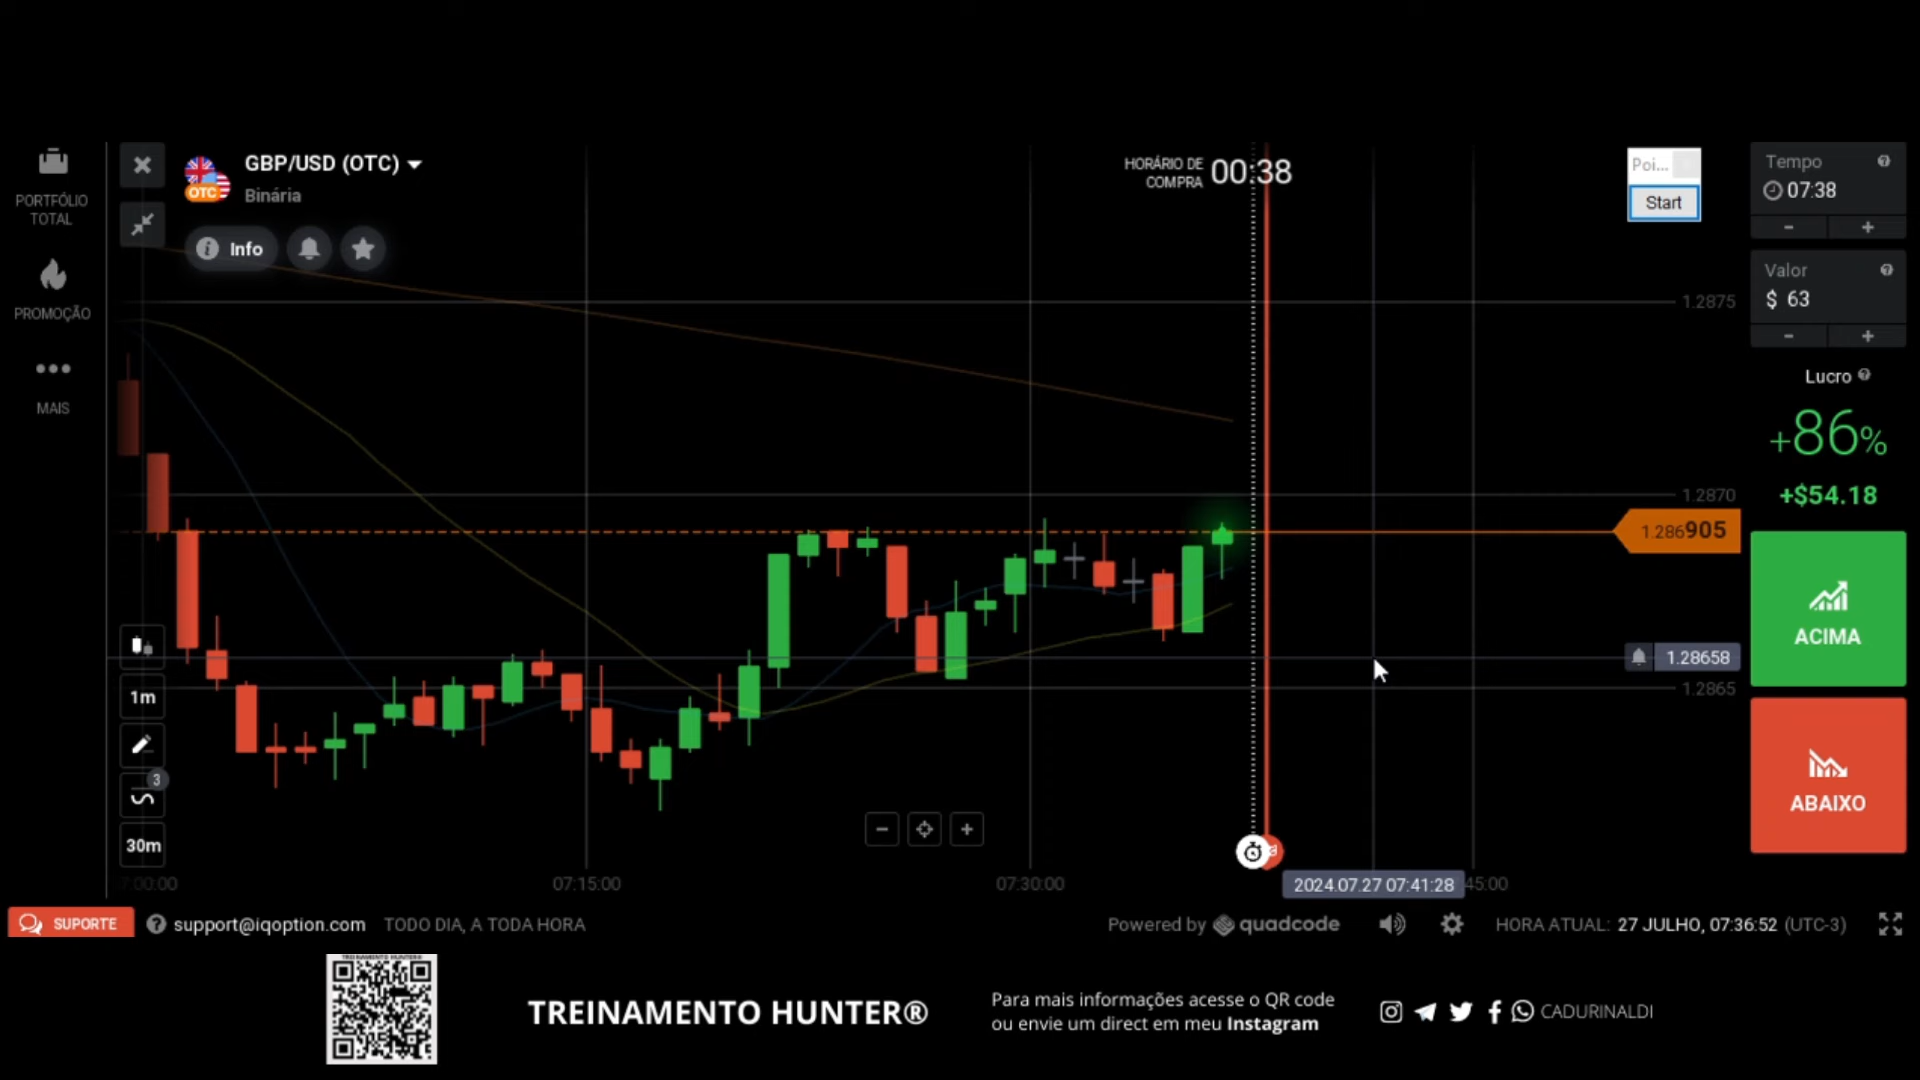 HORÁRIO DE
COMPRA
00:38
GBP/USD (OTC)
OTC
Binária
Info
PORTFÓLIO
TOTAL
PROMOÇÃO
MAIS
Poi...
Start
Tempo
07:38
- +
Valor
$ 63
- +
Lucro
+86%
+$54.18
ACIMA
ABAIXO
1.2875
1.2870
1.286905
1.28658
1.2865
1m
3
30m
- +
07:15:00
07:30:00
2024.07.27 07:41:28
45:00
SUPORTE
support@iqoption.com
TODO DIA, A TODA HORA
Powered by quadcode
HORA ATUAL: 27 JULHO, 07:36:52 (UTC-3)
TREINAMENTO HUNTER®
TREINAMENTO HUNTER®
Para mais informações acesse o QR code
ou envie um direct em meu Instagram
CADURINALDI